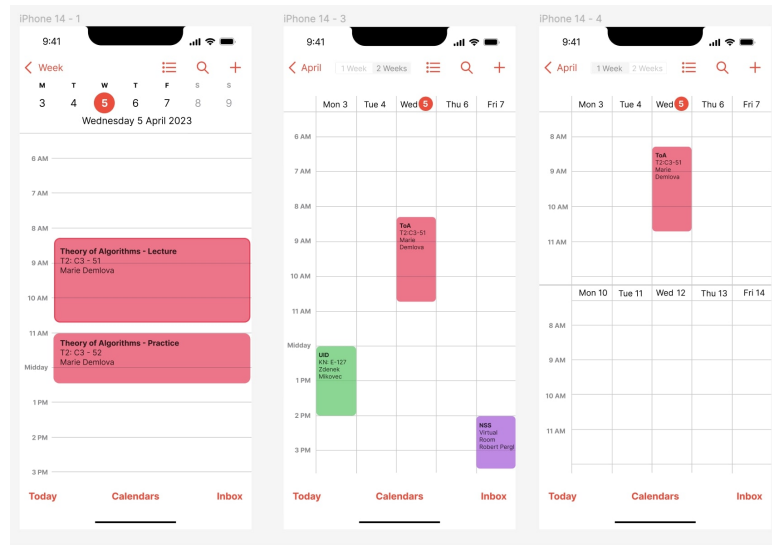 iPhone 14 - 1
9:41
Week
M T W T F S S
3 4 5 6 7 8 9
Wednesday 5 April 2023
6 AM
7 AM
8 AM
Theory of Algorithms - Lecture
T2: C3 - 51
9 AM
Marie Demlova
10 AM
11 AM
Theory of Algorithms - Practice
T2: C3 - 52
Marie Demlova
Midday
1 PM
2 PM
3 PM
Today Calendars Inbox
iPhone 14 - 3
9:41
April 1 Week 2 Weeks
Mon 3 Tue 4 Wed 5 Thu 6 Fri 7
6 AM
7 AM
8 AM
ToA
T2:C3-51
9 AM
Marie
Demlova
10 AM
11 AM
Midday
UID
KN: E-127
Zdenek
Mikovec
1 PM
2 PM
NSS
Virtual
Room
Robert Pergl
3 PM
Today Calendars Inbox
iPhone 14 - 4
9:41
April 1 Week 2 Weeks
Mon 3 Tue 4 Wed 5 Thu 6 Fri 7
8 AM
ToA
T2:C3-51
Marie
Demlova
9 AM
10 AM
11 AM
Mon 10 Tue 11 Wed 12 Thu 13 Fri 14
8 AM
9 AM
10 AM
11 AM
Today Calendars Inbox